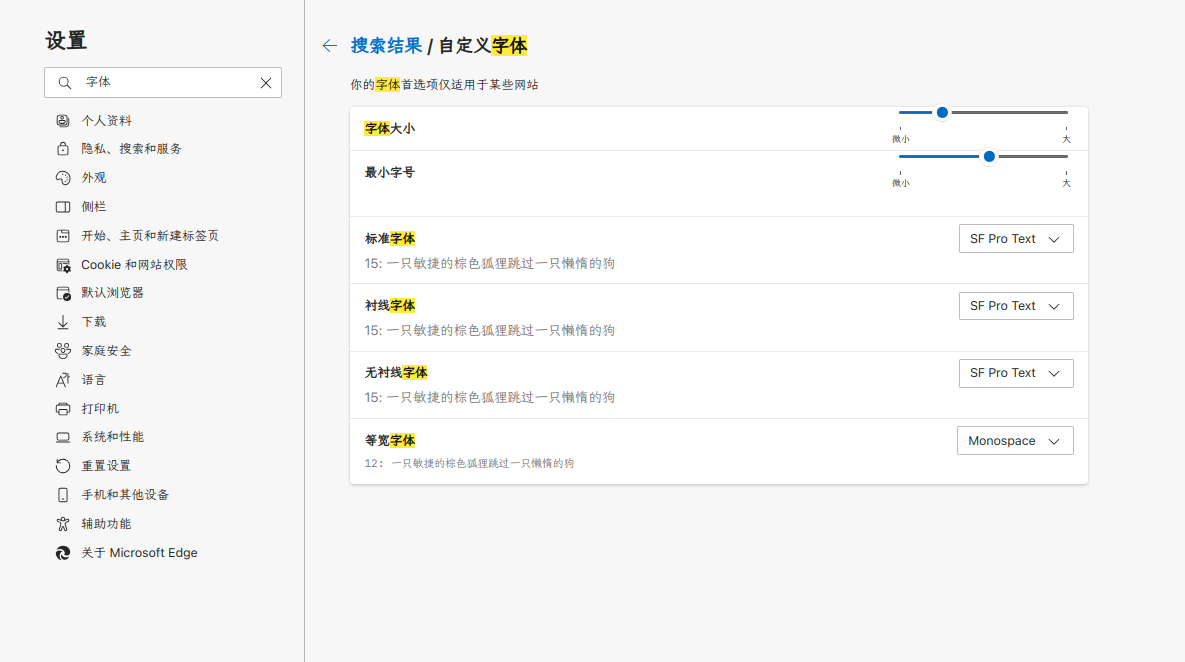 设置
字体
个人资料
隐私、搜索和服务
外观
侧栏
开始、主页和新建标签页
Cookie 和网站权限
默认浏览器
下载
家庭安全
语言
打印机
系统和性能
重置设置
手机和其他设备
辅助功能
关于 Microsoft Edge
搜索结果 / 自定义字体
你的字体首选项仅适用于某些网站
字体大小
微小 大
最小字号
微小 大
标准字体
SF Pro Text
15: 一只敏捷的棕色狐狸跳过一只懒惰的狗
衬线字体
SF Pro Text
15: 一只敏捷的棕色狐狸跳过一只懒惰的狗
无衬线字体
SF Pro Text
15: 一只敏捷的棕色狐狸跳过一只懒惰的狗
等宽字体
Monospace
12: 一只敏捷的棕色狐狸跳过一只懒惰的狗